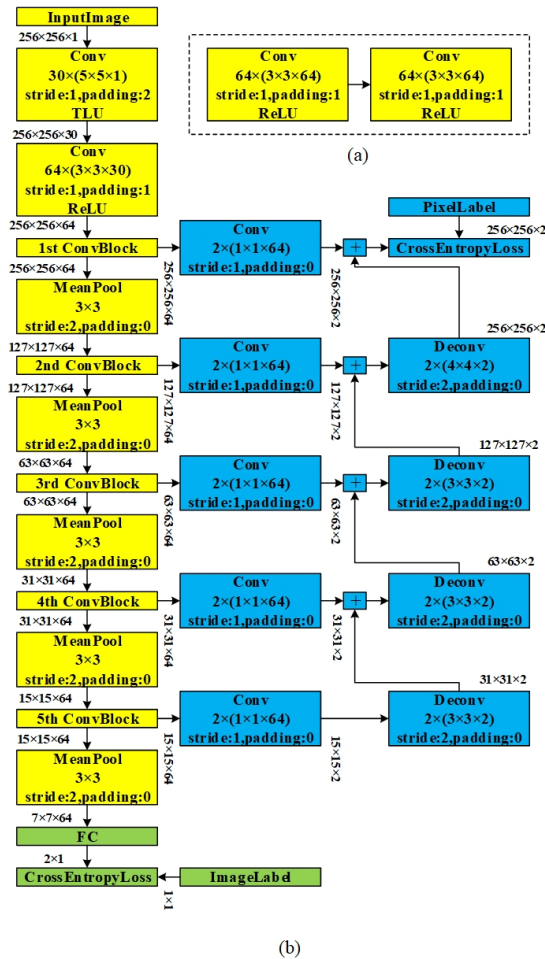 InputImage
256×256×1
Conv
30×(5×5×1)
stride:1,padding:2
TLU
256×256×30
Conv
64×(3×3×30)
stride:1,padding:1
ReLU
256×256×64
1st ConvBlock
256×256×64
MeanPool
3×3
stride:2,padding:0
127×127×64
2nd ConvBlock
127×127×64
MeanPool
3×3
stride:2,padding:0
63×63×64
3rd ConvBlock
63×63×64
MeanPool
3×3
stride:2,padding:0
31×31×64
4th ConvBlock
31×31×64
MeanPool
3×3
stride:2,padding:0
15×15×64
5th ConvBlock
15×15×64
MeanPool
3×3
stride:2,padding:0
7×7×64
FC
2×1
CrossEntropyLoss
1×1
ImageLabel
Conv
64×(3×3×64)
stride:1,padding:1
ReLU
Conv
64×(3×3×64)
stride:1,padding:1
ReLU
(a)
256×256×64
Conv
2×(1×1×64)
stride:1,padding:0
256×256×2
+
PixelLabel
256×256×2
CrossEntropyLoss
256×256×2
127×127×64
Conv
2×(1×1×64)
stride:1,padding:0
127×127×2
+
Deconv
2×(4×4×2)
stride:2,padding:0
127×127×2
63×63×64
Conv
2×(1×1×64)
stride:1,padding:0
63×63×2
+
Deconv
2×(3×3×2)
stride:2,padding:0
63×63×2
31×31×64
Conv
2×(1×1×64)
stride:1,padding:0
31×31×2
+
Deconv
2×(3×3×2)
stride:2,padding:0
31×31×2
15×15×64
Conv
2×(1×1×64)
stride:1,padding:0
15×15×2
Deconv
2×(3×3×2)
stride:2,padding:0
(b)